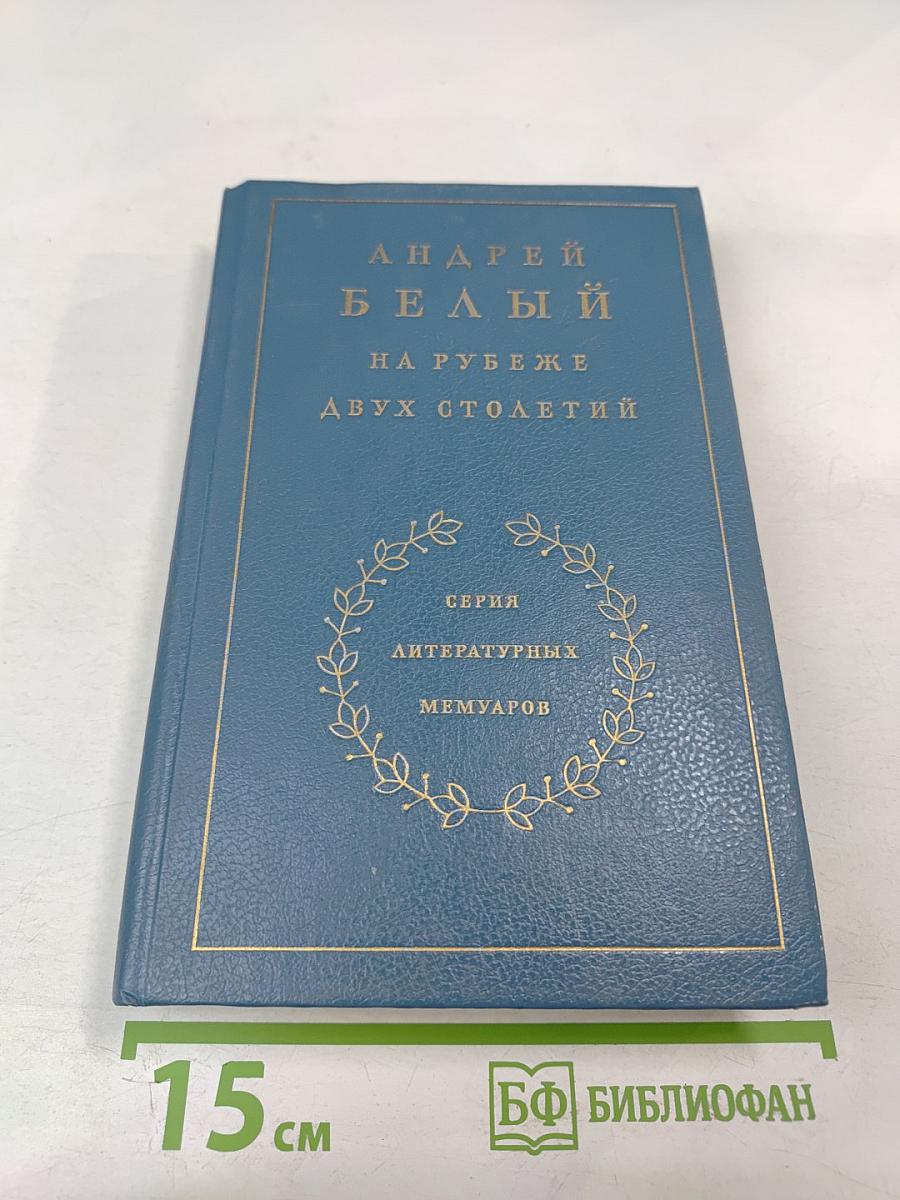 АНДРЕЙ
БЕЛЫЙ
НА РУБЕЖЕ
ДВУХ СТОЛЕТИЙ
СЕРИЯ
ЛИТЕРАТУРНЫХ
МЕМУАРОВ
15 см
БФ БИБЛИОФАН